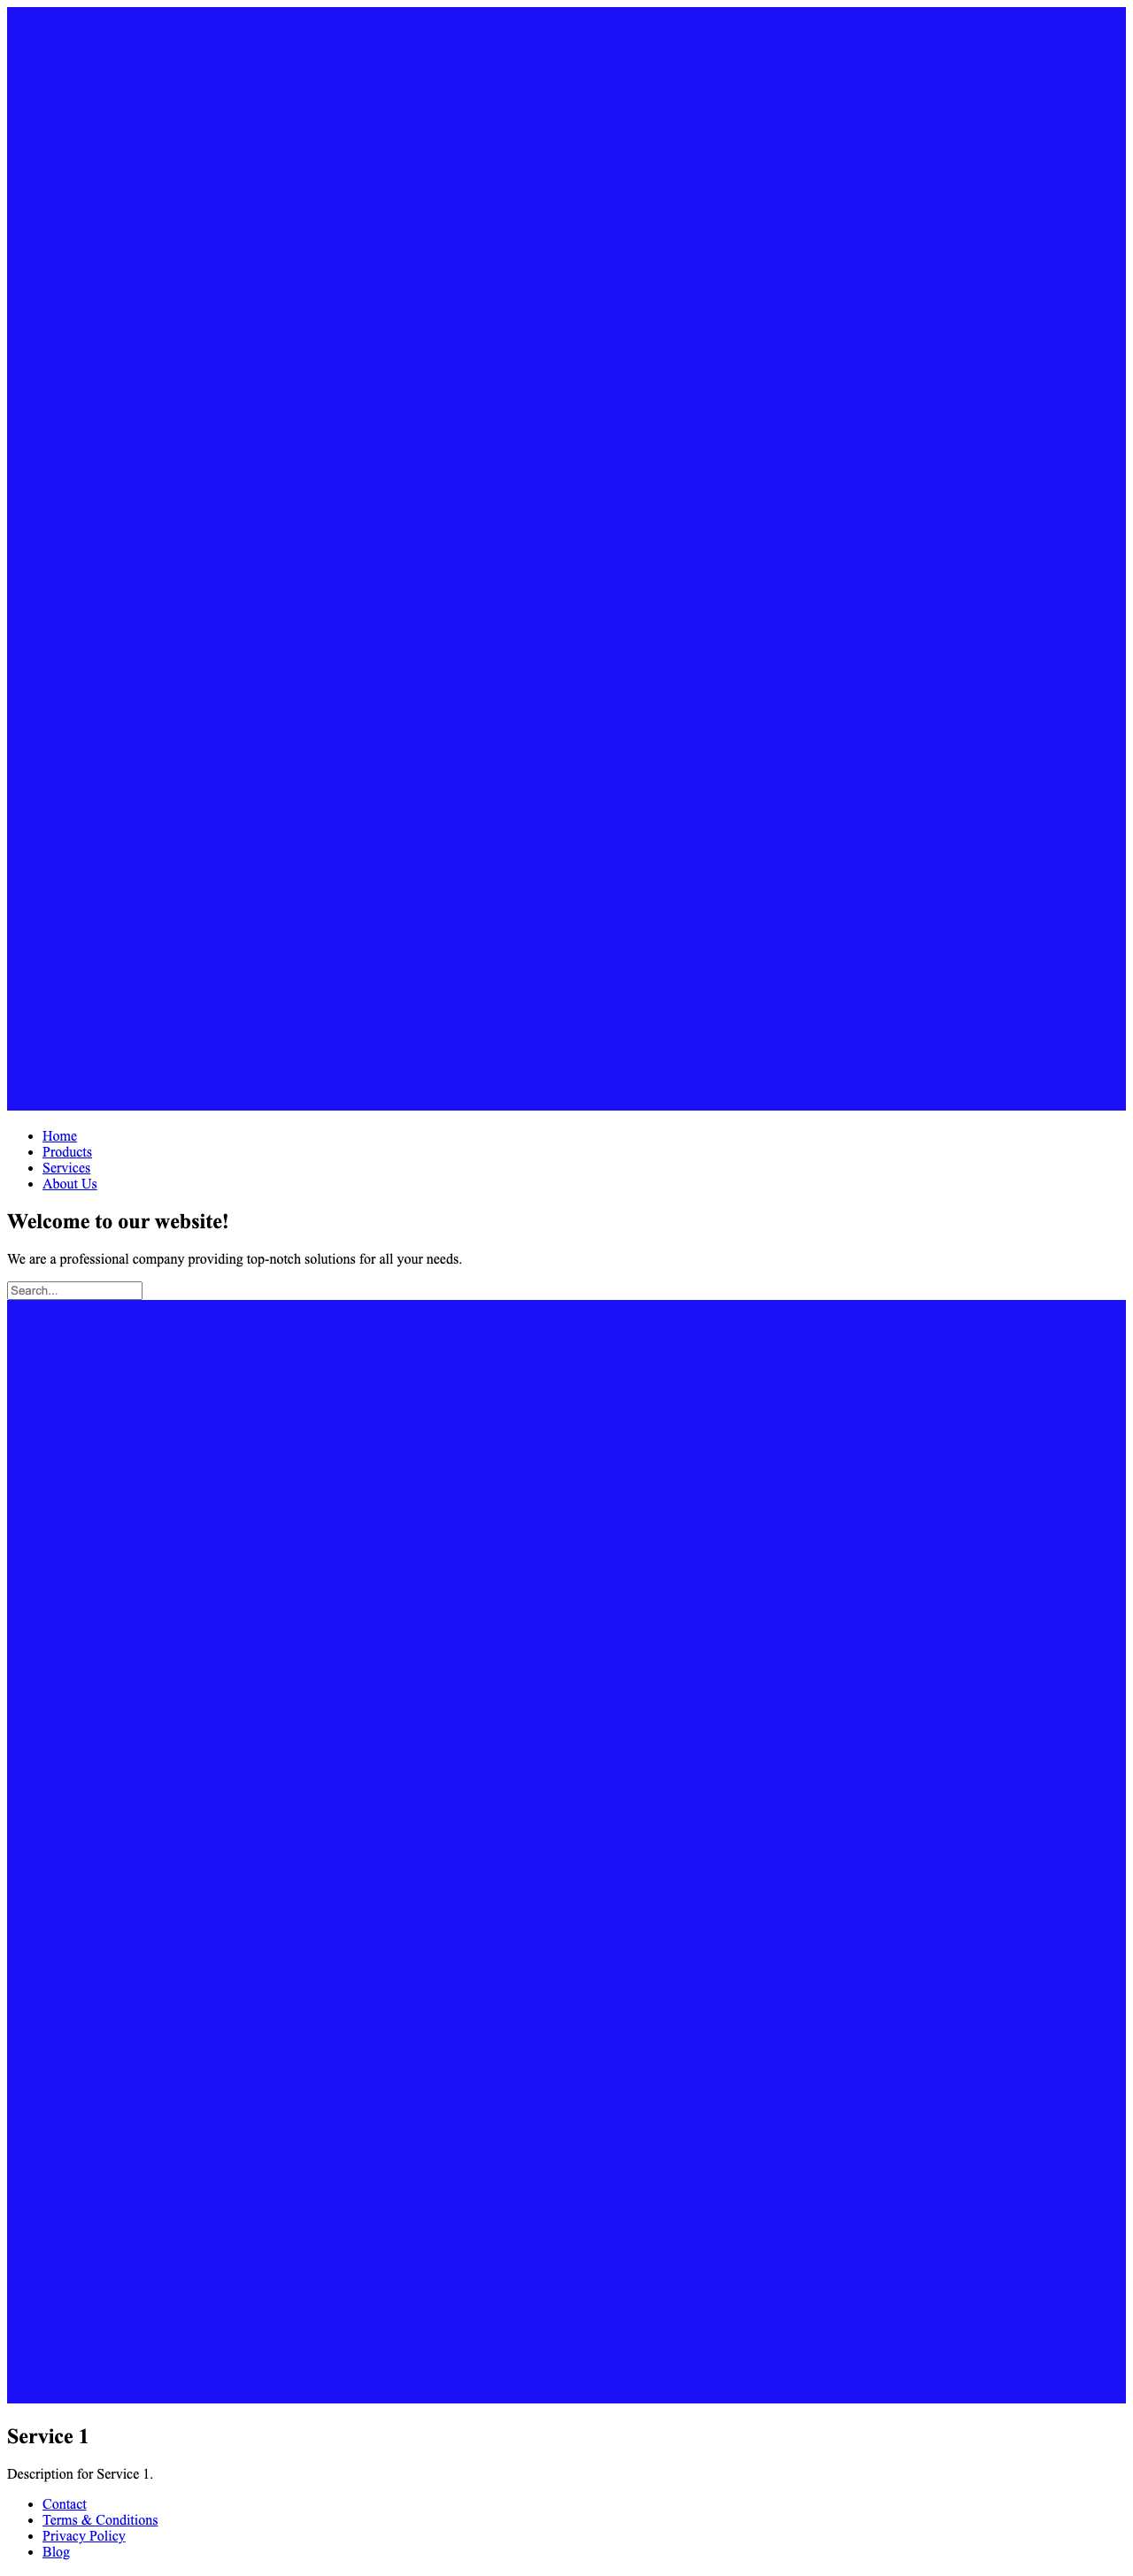 Home
Products
Services
About Us
Welcome to our website!
We are a professional company providing top-notch solutions for all your needs.
Search...
Service 1
Description for Service 1.
Contact
Terms & Conditions
Privacy Policy
Blog